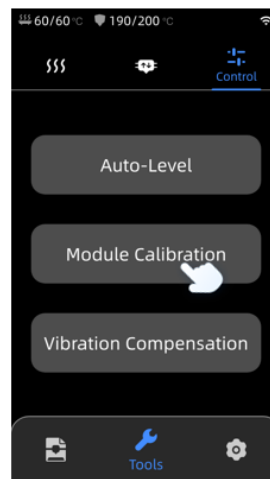 60/60 °C 190/200 °C
Control
Auto-Level
Module Calibration
Vibration Compensation
Tools